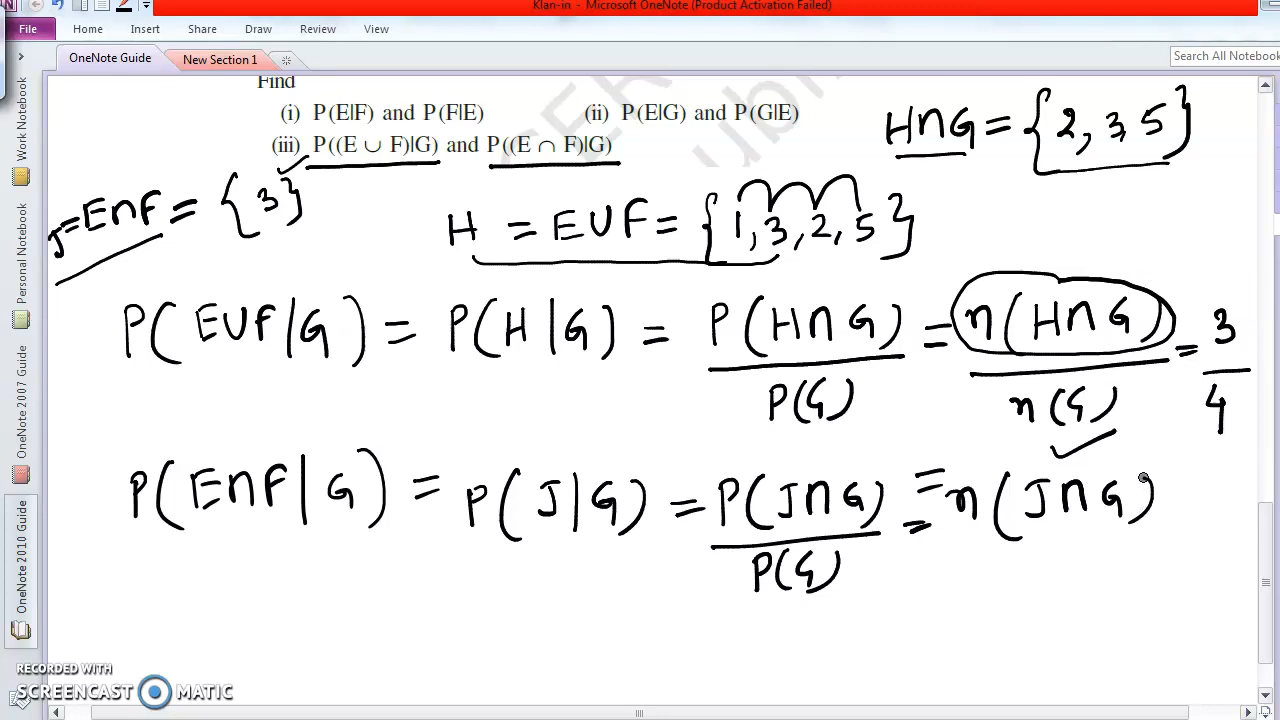 Klan-in - Microsoft OneNote (Product Activation Failed)
File Home Insert Share Draw Review View
OneNote Guide New Section 1
Search All Notebook
Find
(i) P(E|F) and P(F|E) (ii) P(E|G) and P(G|E)
(iii) P((E ∪ F)|G) and P((E ∩ F)|G)
H∩G = {2, 3, 5}
J=E∩F = {3}
H = E∪F = {1, 3, 2, 5}
P(E∪F|G) = P(H|G) = P(H∩G)/P(G) = n(H∩G)/n(G) = 3/4
P(E∩F|G) = P(J|G) = P(J∩G)/P(G) = = n(J∩G)
Work Notebook
Personal Notebook
OneNote 2007 Guide
OneNote 2010 Guide
RECORDED WITH
SCREENCAST MATIC